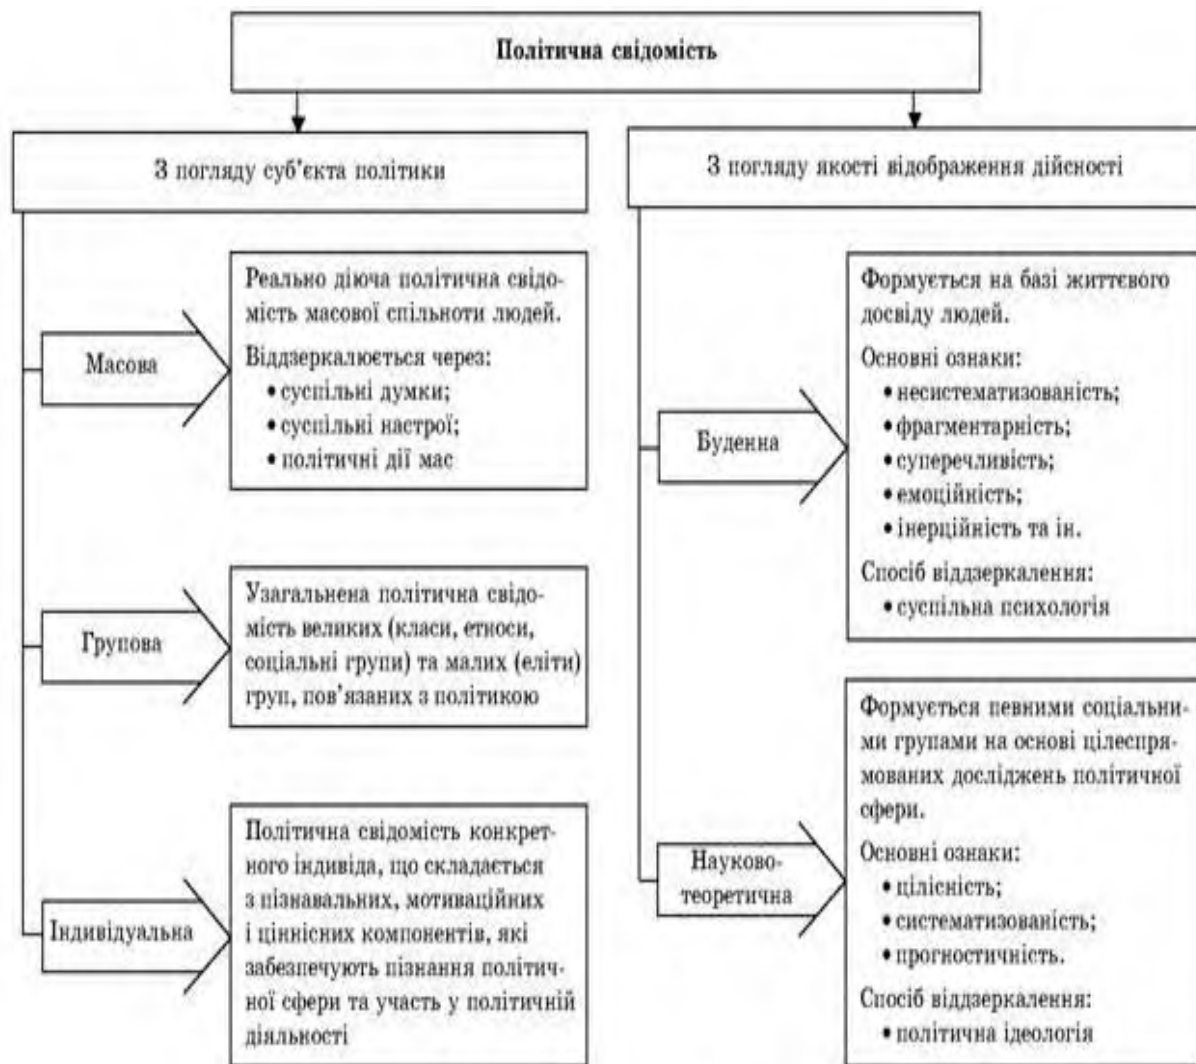 Політична свідомість
З погляду суб’єкта політики
Масова
Реально діюча політична свідо-
мість масової спільноти людей.
Віддзеркалюється через:
• суспільні думки;
• суспільні настрої;
• політичні дії мас
Групова
Узагальнена політична свідо-
мість великих (класи, етноси,
соціальні групи) та малих (еліти)
груп, пов’язаних з політикою
Індивідуальна
Політична свідомість конкрет-
ного індивіда, що складається
з пізнавальних, мотиваційних
і ціннісних компонентів, які
забезпечують пізнання політич-
ної сфери та участь у політичній
діяльності
З погляду якості відображення дійсності
Буденна
Формується на базі життєвого
досвіду людей.
Основні ознаки:
• несистематизованість;
• фрагментарність;
• суперечливість;
• емоційність;
• інерційність та ін.
Спосіб віддзеркалення:
• суспільна психологія
Науково-
теоретична
Формується певними соціальни-
ми групами на основі цілеспря-
мованих досліджень політичної
сфери.
Основні ознаки:
• цілісність;
• систематизованість;
• прогностичність.
Спосіб віддзеркалення:
• політична ідеологія